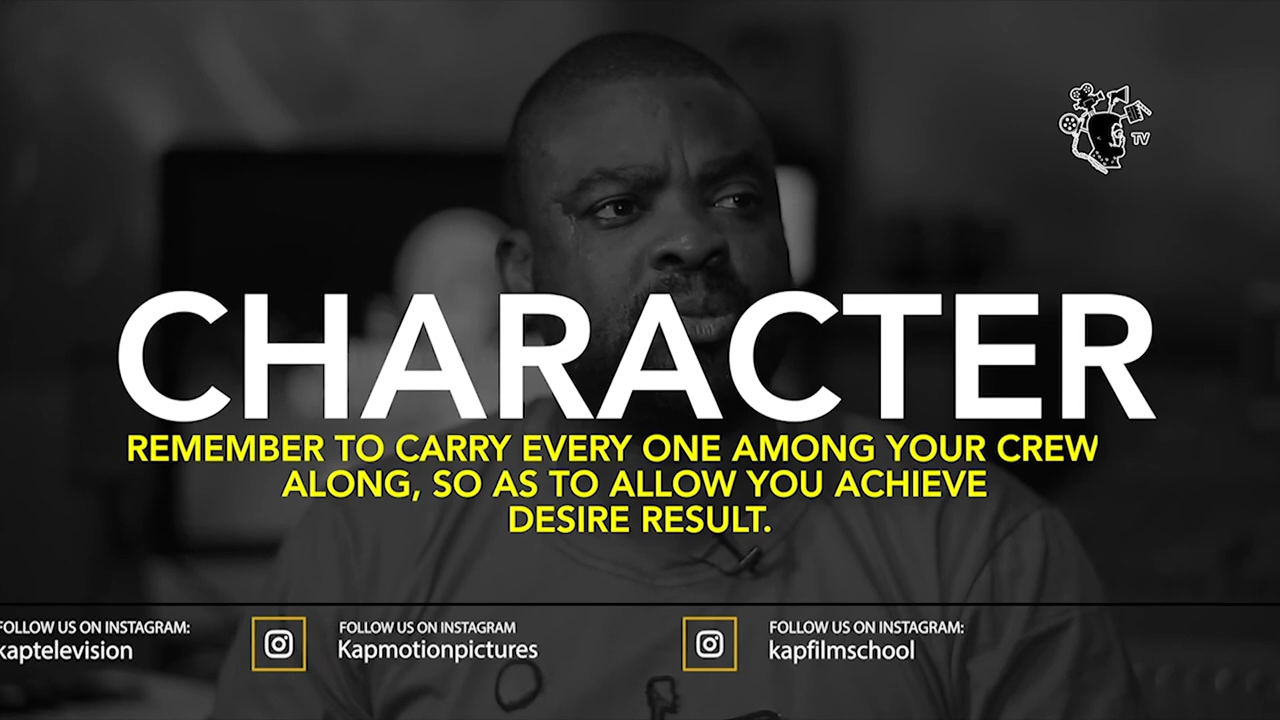 TV
CHARACTER
REMEMBER TO CARRY EVERY ONE AMONG YOUR CREW
ALONG, SO AS TO ALLOW YOU ACHIEVE
DESIRE RESULT.
FOLLOW US ON INSTAGRAM:
kaptelevision
FOLLOW US ON INSTAGRAM
Kapmotionpictures
FOLLOW US ON INSTAGRAM:
kapfilmschool